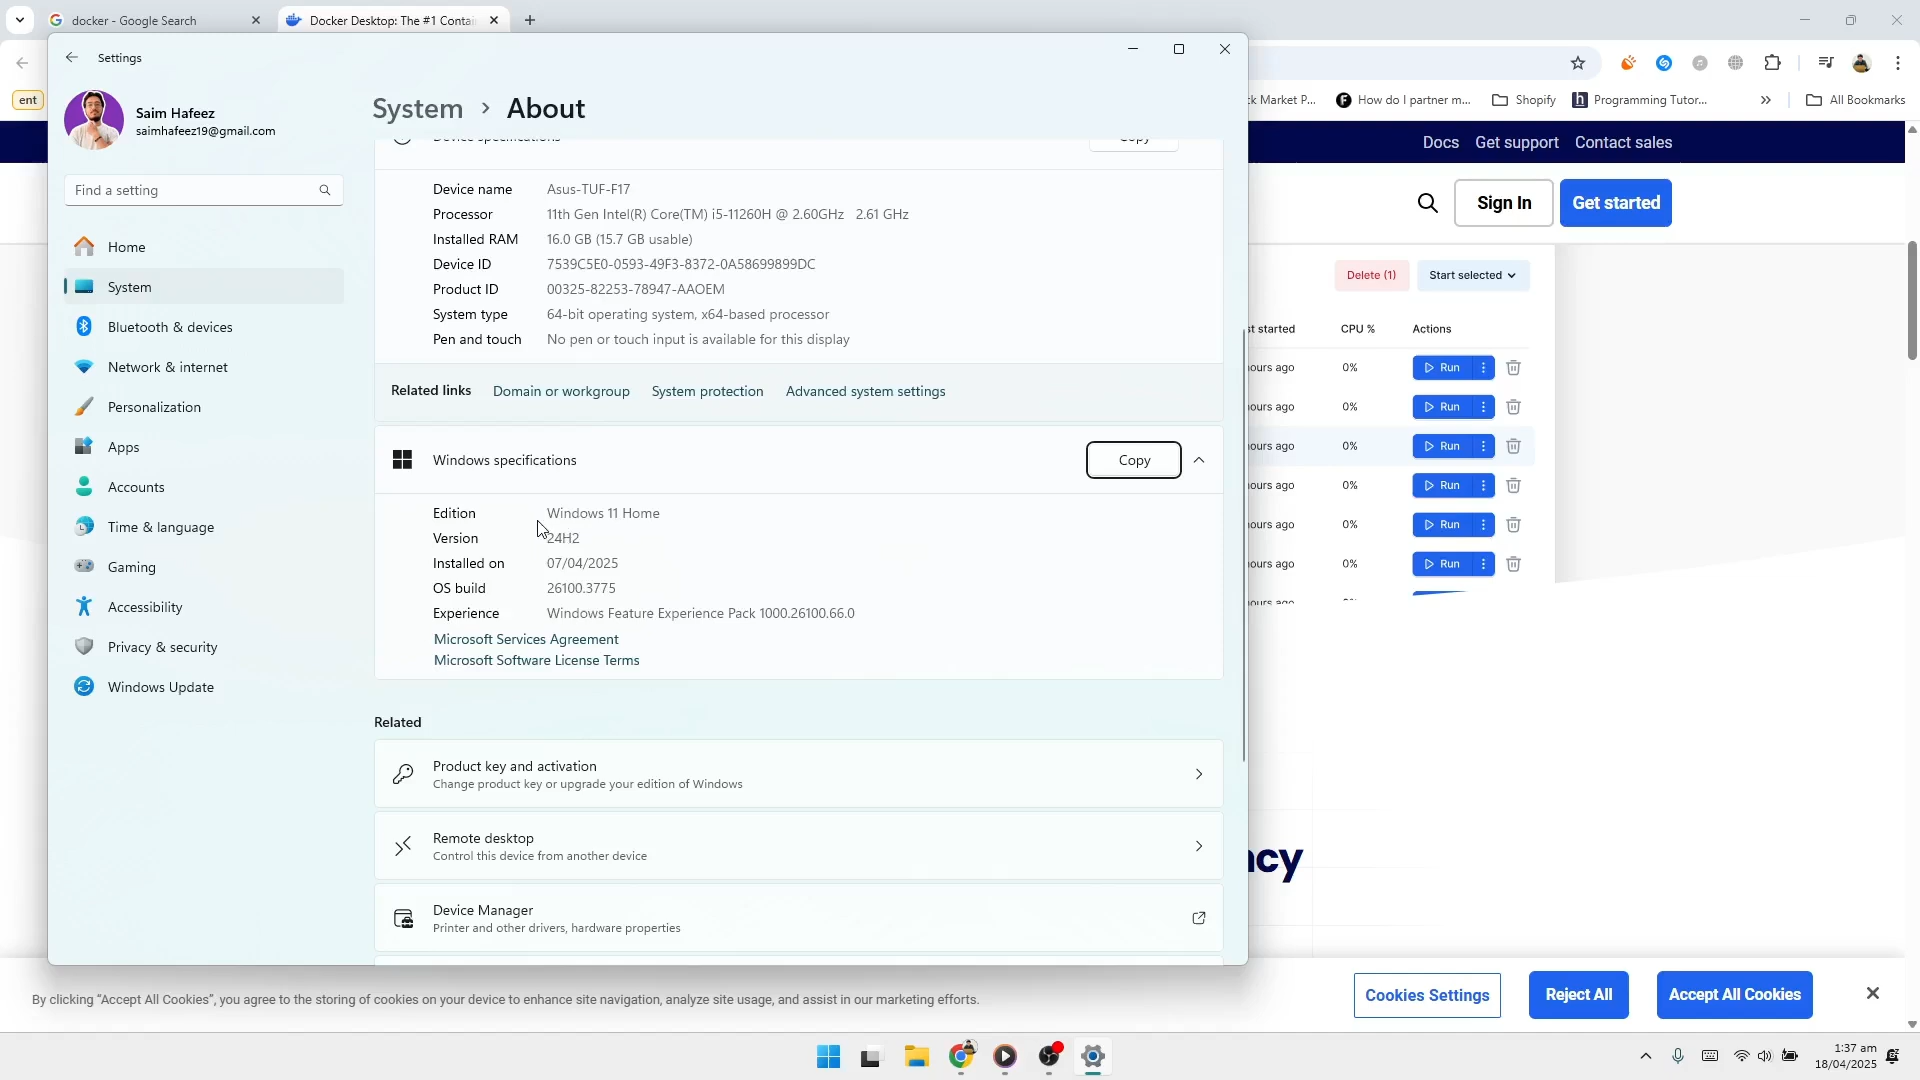 docker - Google Search
Docker Desktop: The #1 Contai
Settings
ent
ck Market P...
How do I partner m...
Shopify
Programming Tutor...
All Bookmarks
Saim Hafeez
saimhafeez19@gmail.com
System > About
Docs
Get support
Contact sales
Device specifications
Copy
Find a setting
Sign In
Get started
Home
System
Bluetooth & devices
Network & internet
Personalization
Apps
Accounts
Time & language
Gaming
Accessibility
Privacy & security
Windows Update
Device name Asus-TUF-F17
Processor 11th Gen Intel(R) Core(TM) i5-11260H @ 2.60GHz 2.61 GHz
Installed RAM 16.0 GB (15.7 GB usable)
Device ID 7539C5E0-0593-49F3-8372-0A58699899DC
Product ID 00325-82253-78947-AAOEM
System type 64-bit operating system, x64-based processor
Pen and touch No pen or touch input is available for this display
Related links Domain or workgroup System protection Advanced system settings
Windows specifications
Copy
Edition Windows 11 Home
Version 24H2
Installed on 07/04/2025
OS build 26100.3775
Experience Windows Feature Experience Pack 1000.26100.66.0
Microsoft Services Agreement
Microsoft Software License Terms
Related
Product key and activation
Change product key or upgrade your edition of Windows
Remote desktop
Control this device from another device
Device Manager
Printer and other drivers, hardware properties
Delete (1)
Start selected
st started CPU % Actions
ours ago 0% Run
ours ago 0% Run
ours ago 0% Run
ours ago 0% Run
ours ago 0% Run
ours ago 0% Run
ncy
By clicking “Accept All Cookies”, you agree to the storing of cookies on your device to enhance site navigation, analyze site usage, and assist in our marketing efforts.
Cookies Settings
Reject All
Accept All Cookies
1:37 am
18/04/2025